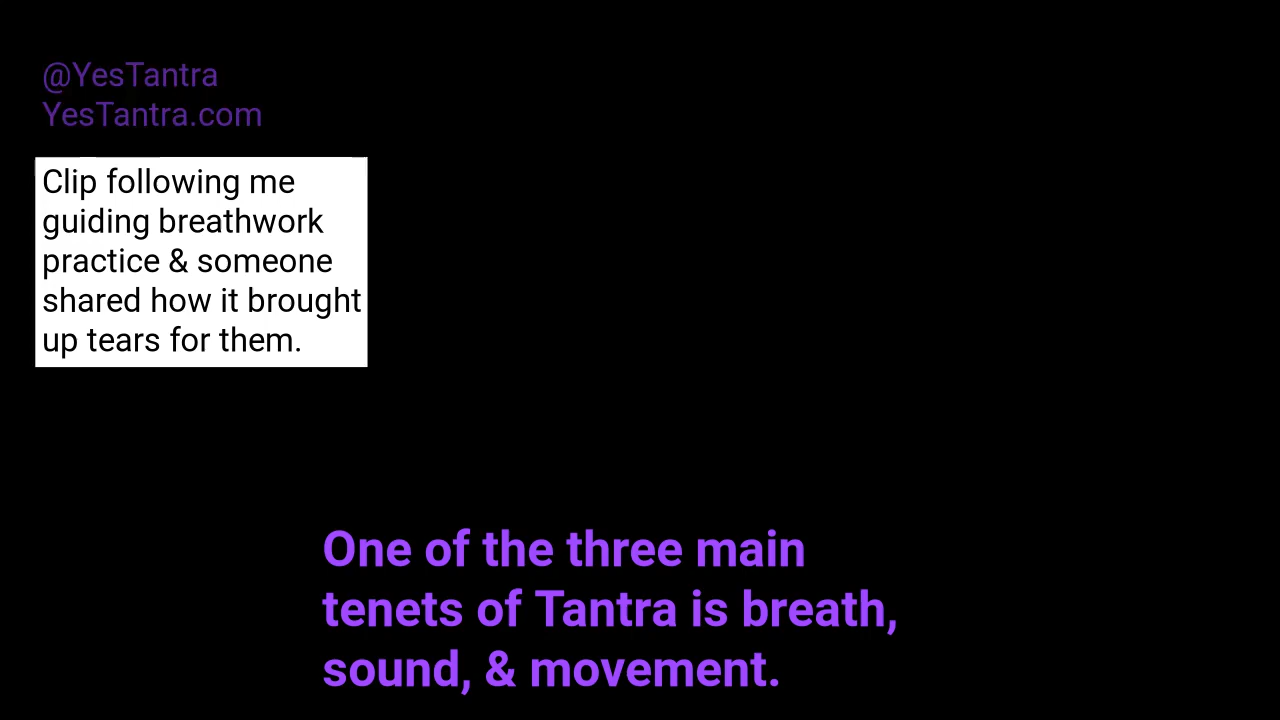 @YesTantra
YesTantra.com
Clip following me
guiding breathwork
practice & someone
shared how it brought
up tears for them.
One of the three main
tenets of Tantra is breath,
sound, & movement.